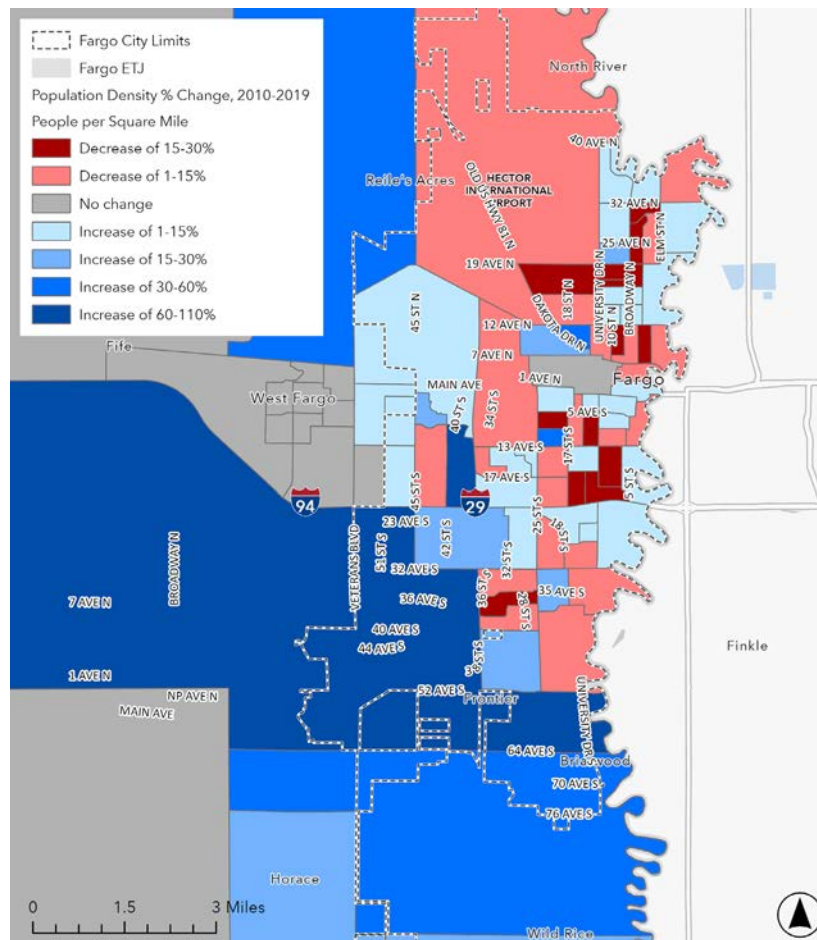 Fargo City Limits
Fargo ETJ
Population Density % Change, 2010-2019
People per Square Mile
Decrease of 15-30%
Decrease of 1-15%
No change
Increase of 1-15%
Increase of 15-30%
Increase of 30-60%
Increase of 60-110%
North River
40 AVE N
Reile's Acres
HECTOR
INTERNATIONAL
AIRPORT
OLD US HWY 81 N
32 AVE N
25 AVE N
ELM ST N
19 AVE N
18 ST N
UNIVERSITY DR N
10 ST N
BROADWAY N
45 ST N
DAKOTA DR N
12 AVE N
7 AVE N
Fife
1 AVE N
Fargo
MAIN AVE
West Fargo
40 ST S
34 ST S
5 AVE S
17 ST S
13 AVE S
17 AVE S
5 ST S
94
29
45 ST S
25 ST S
18 ST S
23 AVE S
42 ST S
32 ST S
51 ST S
VETERANS BLVD
BROADWAY N
32 AVE S
36 ST S
35 AVE S
28 ST S
7 AVE N
36 AVE S
40 AVE S
44 AVE S
Finkle
1 AVE N
NP AVE N
MAIN AVE
52 AVE S
Frontier
UNIVERSITY DR S
64 AVE S
Briarwood
70 AVE S
76 AVE S
Horace
0 1.5 3 Miles
Wild Rice